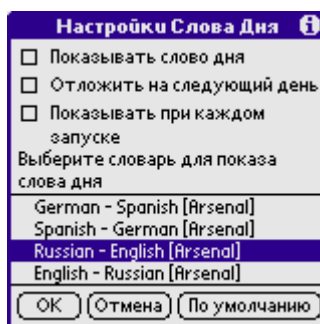 Настройки Слова Дня
Показывать слово дня
Отложить на следующий день
Показывать при каждом
запуске
Выберите словарь для показа
слова дня
German - Spanish [Arsenal]
Spanish - German [Arsenal]
Russian - English [Arsenal]
English - Russian [Arsenal]
OK Отмена По умолчанию